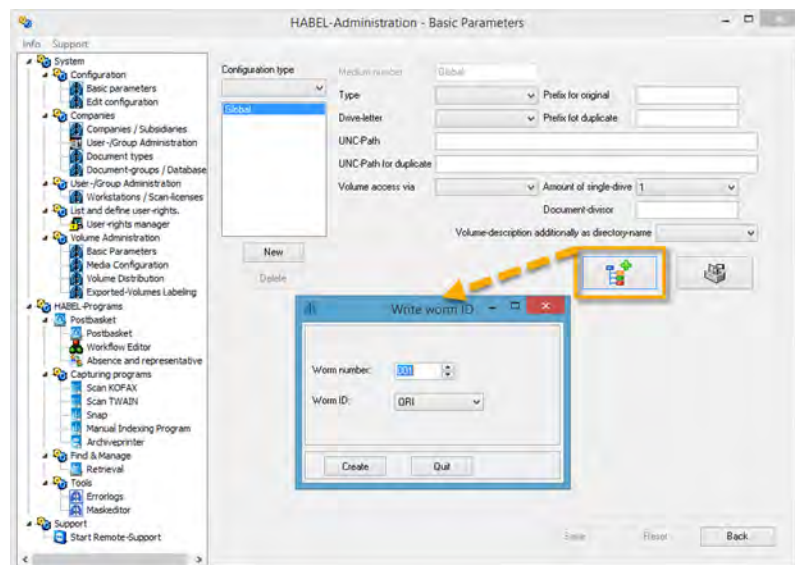 HABEL-Administration - Basic Parameters
Info Support
System
Configuration
Basic parameters
Edit configuration
Companies
Companies / Subsidiaries
User-/Group Administration
Document types
Document-groups / Database
User-/Group Administration
Workstations / Scan-licenses
List and define user-rights.
User-rights manager
Volume Administration
Basic Parameters
Media Configuration
Volume Distribution
Exported-Volumes Labeling
HABEL-Programs
Postbasket
Postbasket
Workflow Editor
Absence and representative
Capturing programs
Scan KOFAX
Scan TWAIN
Snap
Manual Indexing Program
Archiveprinter
Find & Manage
Retrieval
Tools
Errorlogs
Maskeditor
Support
Start Remote-Support
Configuration type
Global
New
Delete
Medium number Global
Type Prefix for original
Drive-letter Prefix fot duplicate
UNC-Path
UNC-Path for duplicate
Volume access via Amount of single-drive 1
Document-divisor
Volume-description additionally as directory-name
Write worm ID
Worm number: 001
Worm ID: ORI
Create Quit
Save Reset Back